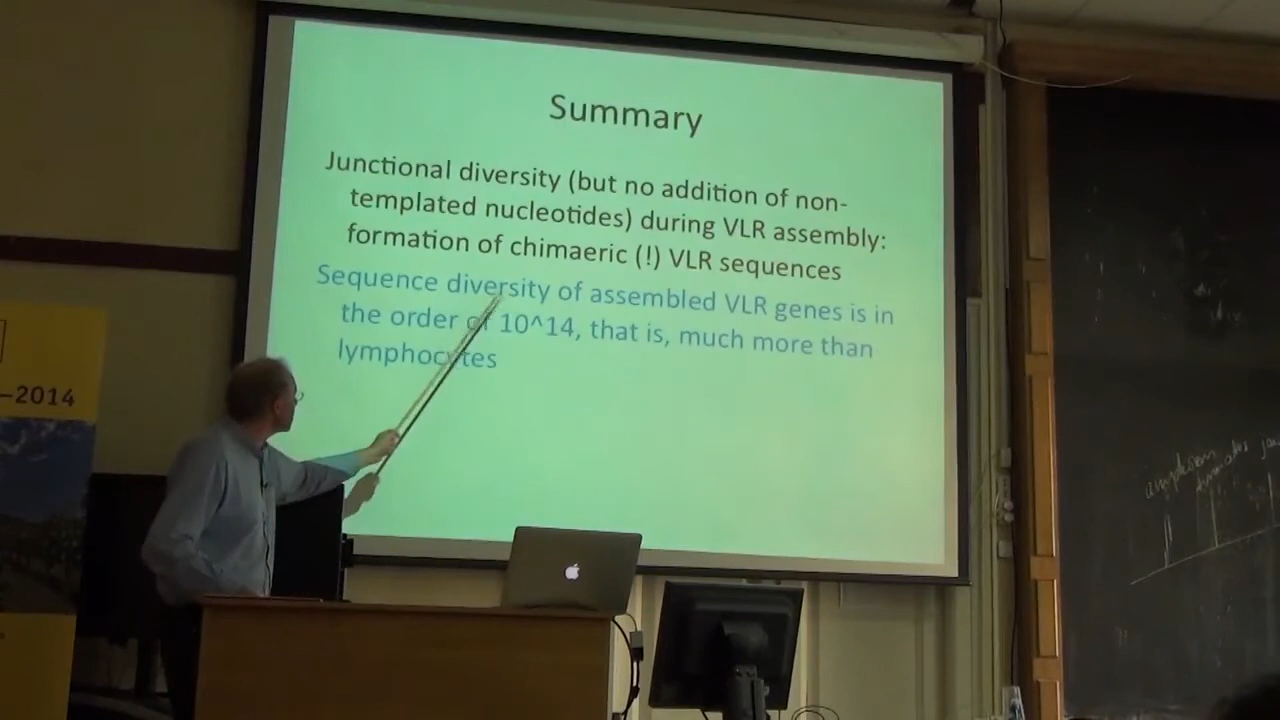 Summary
Junctional diversity (but no addition of non-
templated nucleotides) during VLR assembly:
formation of chimaeric (!) VLR sequences
Sequence diversity of assembled VLR genes is in
the order of 10^14, that is, much more than
lymphocytes
–2014